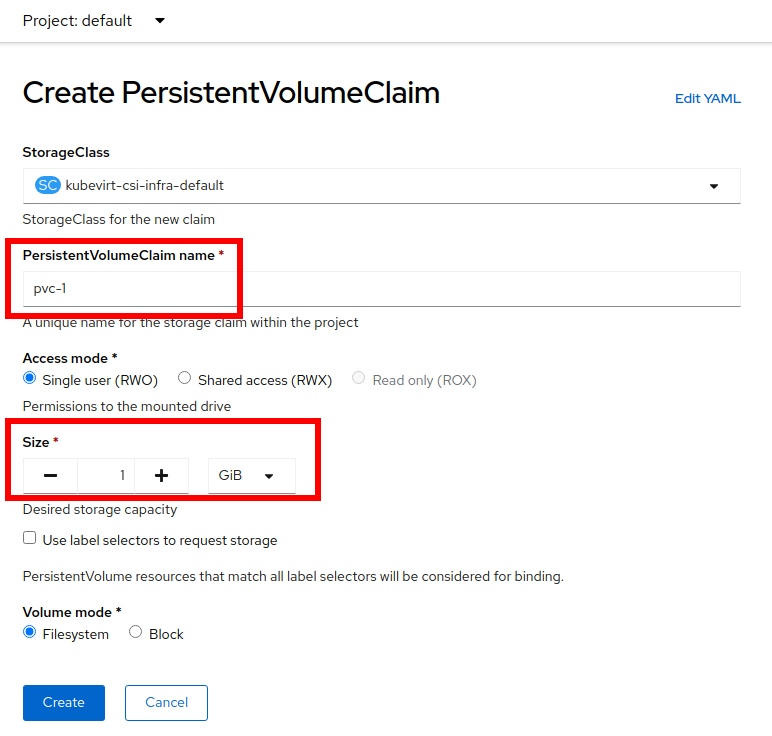 Project: default
Create PersistentVolumeClaim
Edit YAML
StorageClass
SC kubevirt-csi-infra-default
StorageClass for the new claim
PersistentVolumeClaim name *
pvc-1
A unique name for the storage claim within the project
Access mode *
Single user (RWO) Shared access (RWX) Read only (ROX)
Permissions to the mounted drive
Size *
1 GiB
Desired storage capacity
Use label selectors to request storage
PersistentVolume resources that match all label selectors will be considered for binding.
Volume mode *
Filesystem Block
Create Cancel